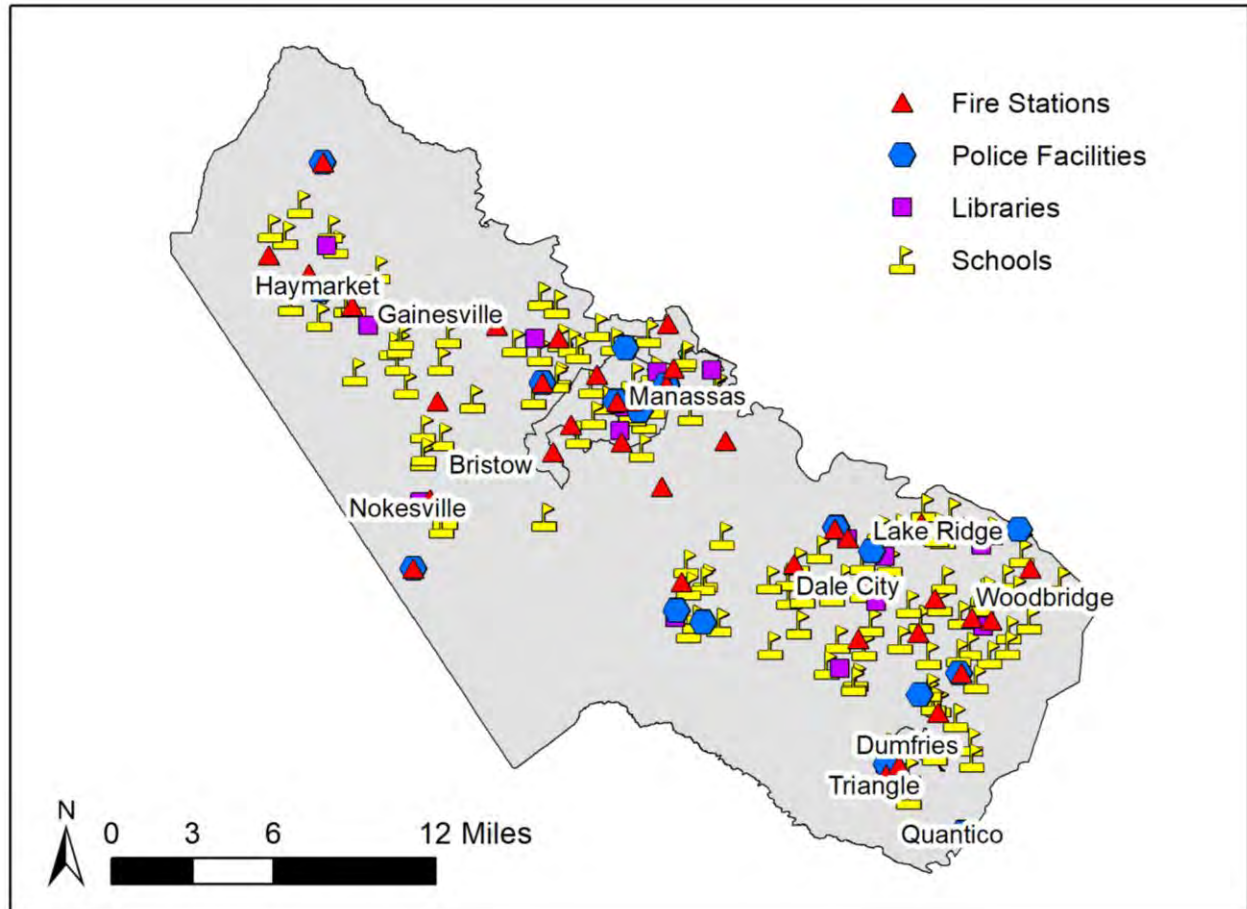 Fire Stations
Police Facilities
Libraries
Schools
Haymarket
Gainesville
Manassas
Bristow
Nokesville
Lake Ridge
Dale City
Woodbridge
Dumfries
Triangle
Quantico
N
0 3 6 12 Miles